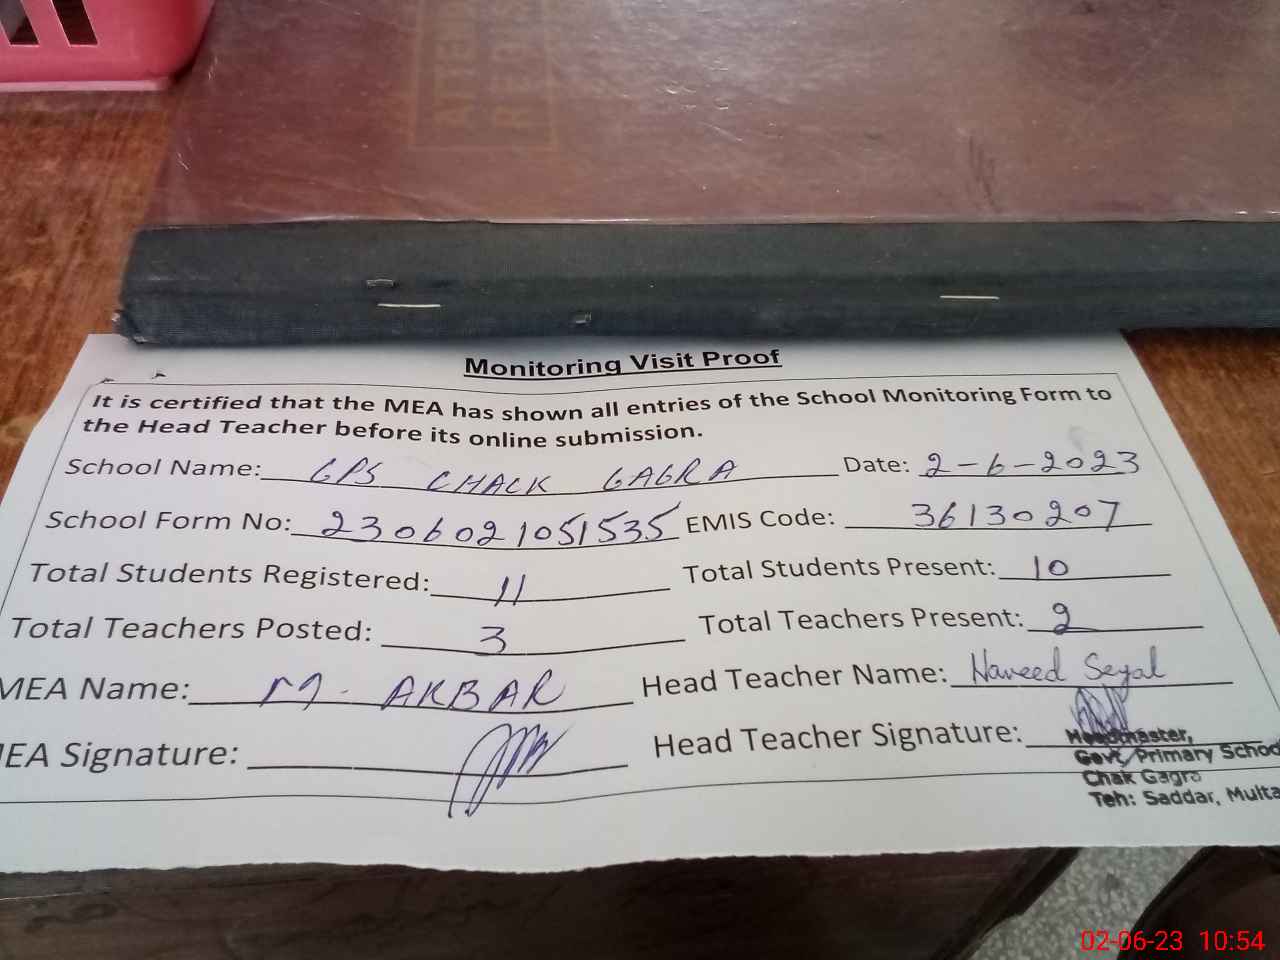 Monitoring Visit Proof
It is certified that the MEA has shown all entries of the School Monitoring Form to
the Head Teacher before its online submission.
School Name: GPS CHACK GAGRA Date: 2-6-2023
School Form No: 2306021051535 EMIS Code: 36130207
Total Students Registered: 11 Total Students Present: 10
Total Teachers Posted: 3 Total Teachers Present: 2
MEA Name: M. AKBAR Head Teacher Name: Naveed Seyal
MEA Signature: Head Teacher Signature:
Headmaster,
Govt. Primary School
Chak Gagra
Teh: Saddar, Multa
02-06-23 10:54